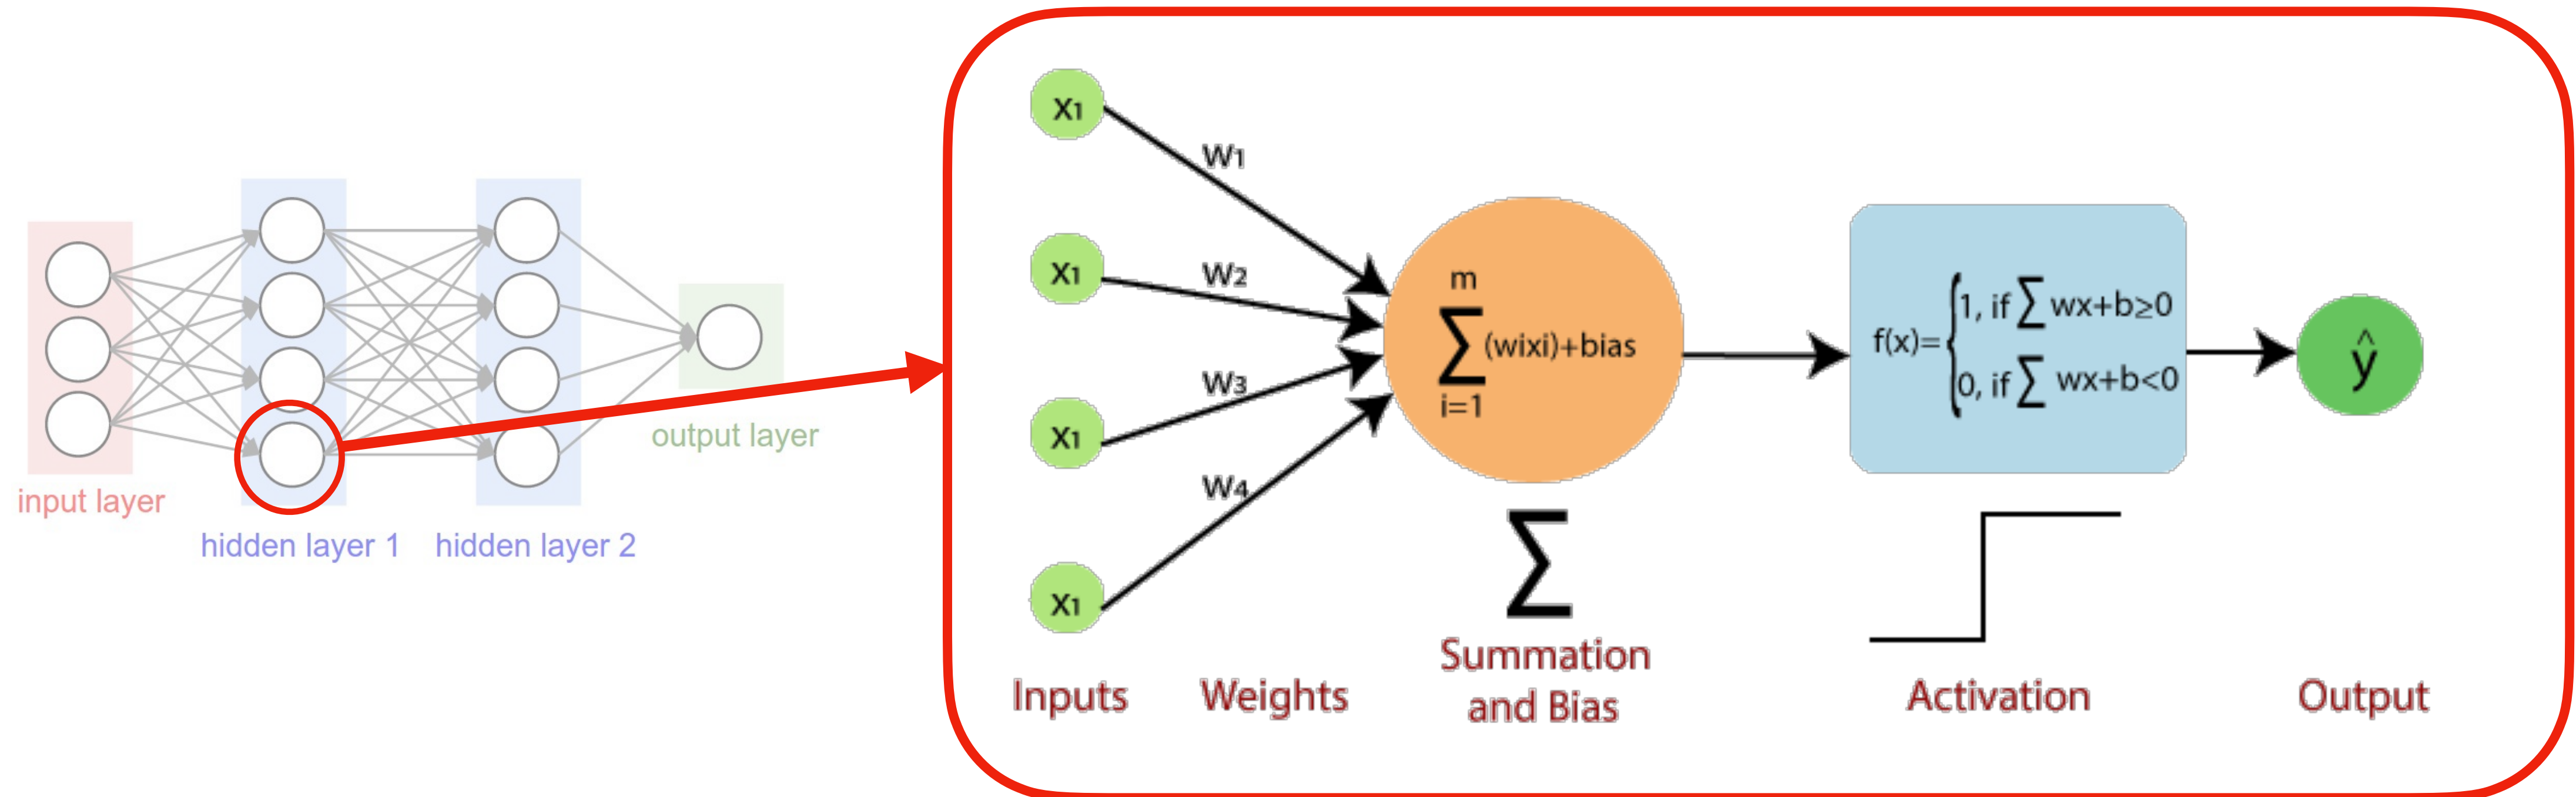 input layer
hidden layer 1
hidden layer 2
output layer
x1
x1
x1
x1
W1
W2
W3
W4
m
∑(wixi)+bias
i=1
∑
f(x)={1, if ∑ wx+b≥0
0, if ∑ wx+b<0
ŷ
Inputs
Weights
Summation
and Bias
Activation
Output